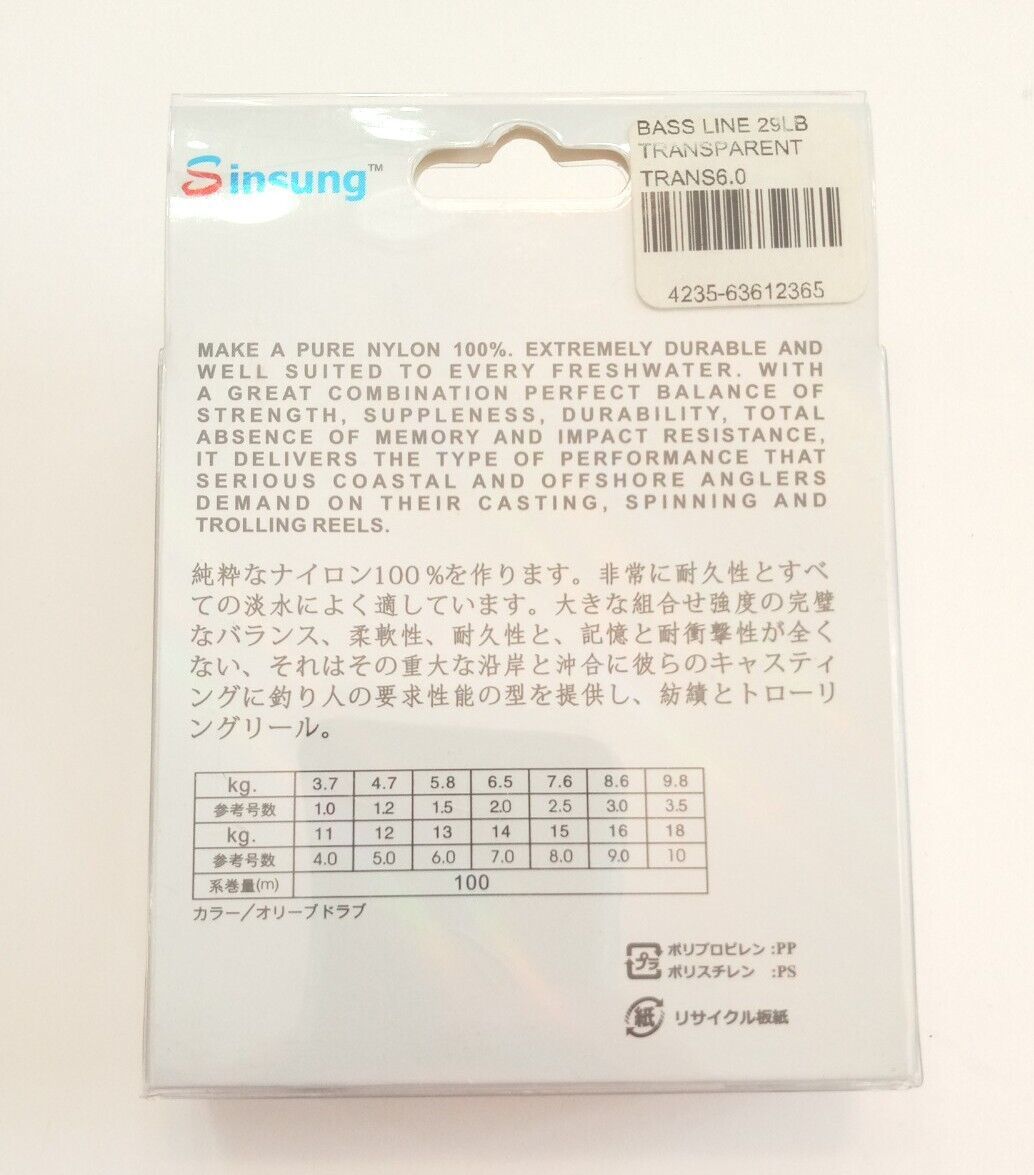 Sinsung™
BASS LINE 29LB
TRANSPARENT
TRANS6.0
4235-63612365
MAKE A PURE NYLON 100%. EXTREMELY DURABLE AND
WELL SUITED TO EVERY FRESHWATER. WITH
A GREAT COMBINATION PERFECT BALANCE OF
STRENGTH, SUPPLENESS, DURABILITY, TOTAL
ABSENCE OF MEMORY AND IMPACT RESISTANCE,
IT DELIVERS THE TYPE OF PERFORMANCE THAT
SERIOUS COASTAL AND OFFSHORE ANGLERS
DEMAND ON THEIR CASTING, SPINNING AND
TROLLING REELS.
純粋なナイロン100%を作ります。非常に耐久性とすべ
ての淡水によく適しています。大きな組合せ強度の完璧
なバランス、柔軟性、耐久性と、記憶と耐衝撃性が全く
ない、それはその重大な沿岸と沖合に彼らのキャスティ
ングに釣り人の要求性能の型を提供し、紡績とトローリ
ングリール。
kg. 3.7 4.7 5.8 6.5 7.6 8.6 9.8
参考号数 1.0 1.2 1.5 2.0 2.5 3.0 3.5
kg. 11 12 13 14 15 16 18
参考号数 4.0 5.0 6.0 7.0 8.0 9.0 10
系巻量(m) 100
カラー/オリーブドラブ
プラ ポリプロピレン:PP
ポリスチレン :PS
紙 リサイクル板紙